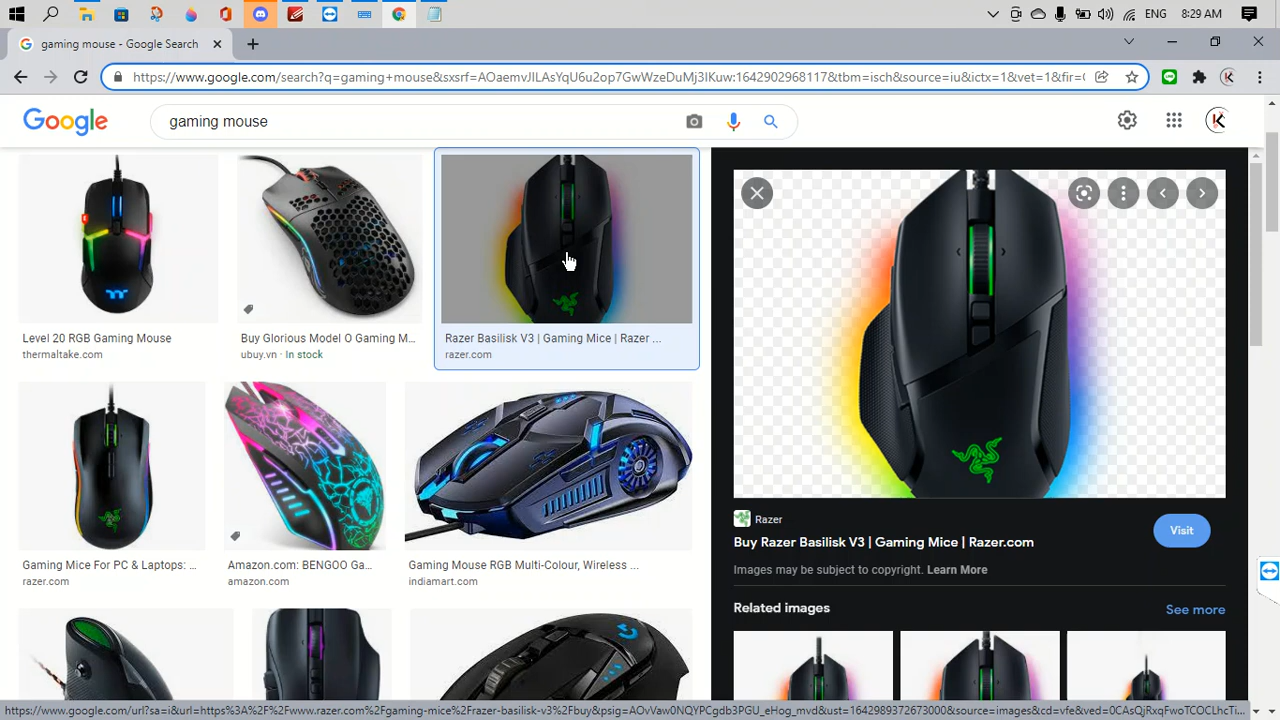 ENG 8:29 AM
gaming mouse - Google Search
https://www.google.com/search?q=gaming+mouse&sxsrf=AOaemvJILAsYqU6u2op7GwWzeDuMj3IKuw:1642902968117&tbm=isch&source=iu&ictx=1&vet=1&fir=
Google
gaming mouse
Level 20 RGB Gaming Mouse
thermaltake.com
Buy Glorious Model O Gaming M...
ubuy.vn · In stock
Razer Basilisk V3 | Gaming Mice | Razer ...
razer.com
Gaming Mice For PC & Laptops: ...
razer.com
Amazon.com: BENGOO Ga...
amazon.com
Gaming Mouse RGB Multi-Colour, Wireless ...
indiamart.com
Razer
Buy Razer Basilisk V3 | Gaming Mice | Razer.com
Visit
Images may be subject to copyright. Learn More
Related images
See more
https://www.google.com/url?sa=i&url=https%3A%2F%2Fwww.razer.com%2Fgaming-mice%2Frazer-basilisk-v3%2Fbuy&psig=AOvVaw0NQYPCgdb3PGU_eHog_mvd&ust=1642989372673000&source=images&cd=vfe&ved=0CAsQjRxqFwoTCOCLhcTi...